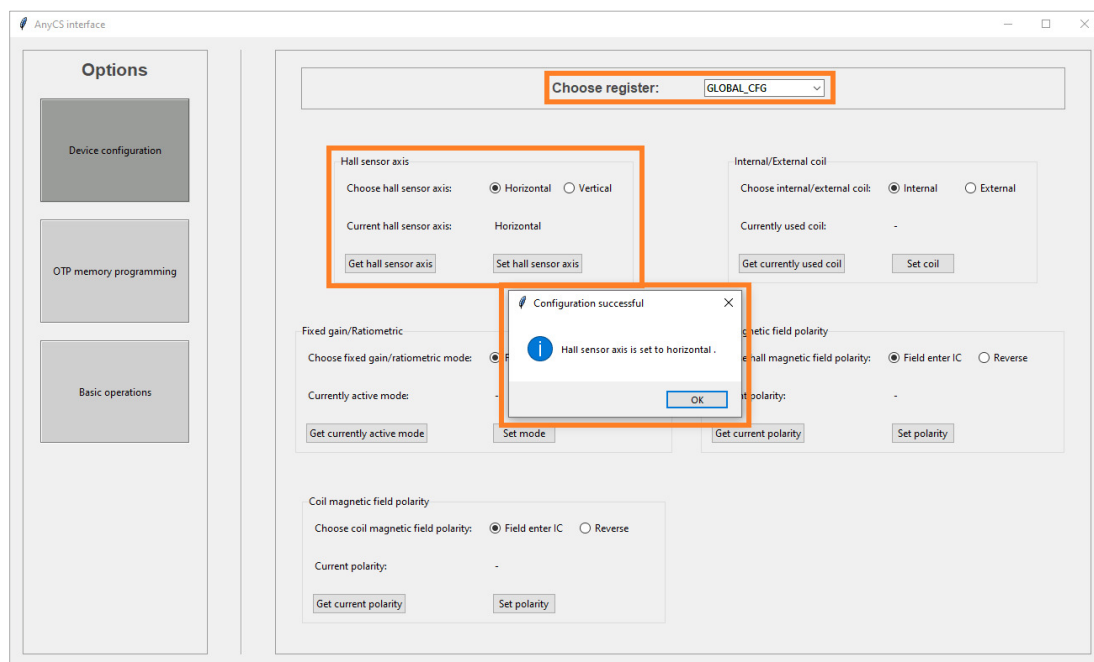 AnyCS interface
Options
Device configuration
OTP memory programming
Basic operations
Choose register: GLOBAL_CFG
Hall sensor axis
Choose hall sensor axis: Horizontal Vertical
Current hall sensor axis: Horizontal
Get hall sensor axis Set hall sensor axis
Internal/External coil
Choose internal/external coil: Internal External
Currently used coil: -
Get currently used coil Set coil
Configuration successful
Hall sensor axis is set to horizontal .
OK
Fixed gain/Ratiometric
Choose fixed gain/ratiometric mode:
Currently active mode: -
Get currently active mode Set mode
field polarity
hall magnetic field polarity: Field enter IC Reverse
polarity: -
Get current polarity Set polarity
Coil magnetic field polarity
Choose coil magnetic field polarity: Field enter IC Reverse
Current polarity: -
Get current polarity Set polarity